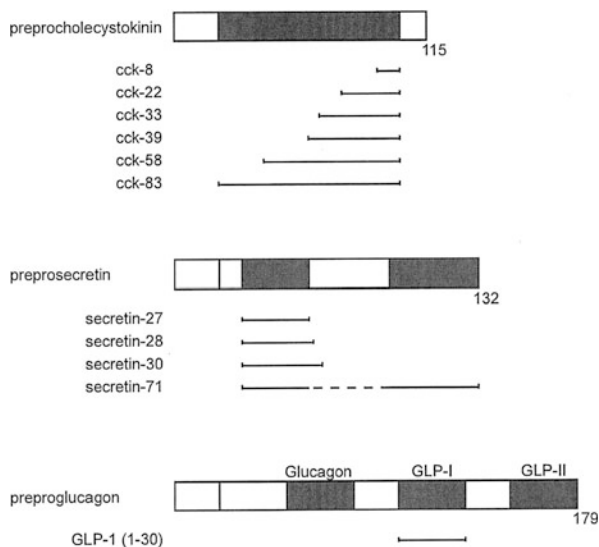 preprocholecystokinin
115
cck-8
cck-22
cck-33
cck-39
cck-58
cck-83
preprosecretin
132
secretin-27
secretin-28
secretin-30
secretin-71
Glucagon GLP-I GLP-II
preproglucagon
179
GLP-1 (1-30)